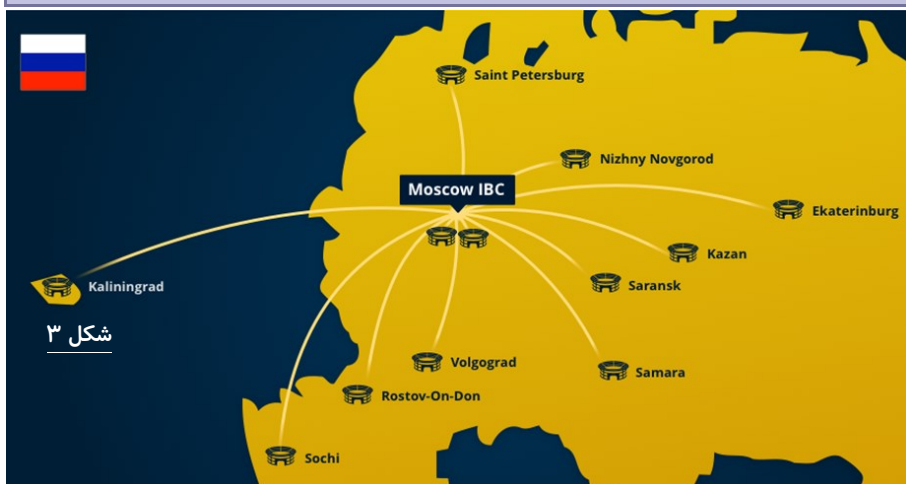 Saint Petersburg
Nizhny Novgorod
Moscow IBC
Ekaterinburg
Kazan
Kaliningrad
Saransk
شکل ۳
Volgograd
Samara
Rostov-On-Don
Sochi